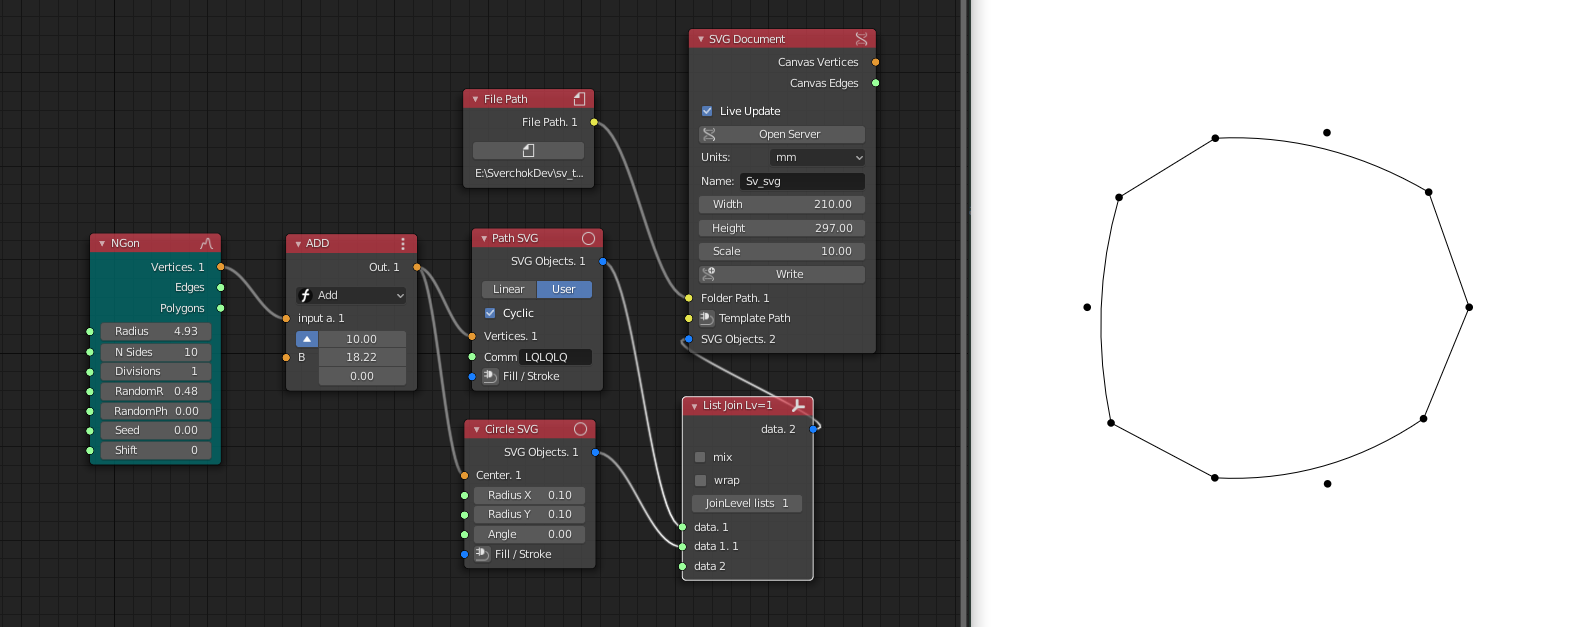 NGon
Vertices. 1
Edges
Polygons
Radius 4.93
N Sides 10
Divisions 1
RandomR 0.48
RandomPh 0.00
Seed 0.00
Shift 0
ADD
Out. 1
Add
input a. 1
10.00
B 18.22
0.00
File Path
File Path. 1
E:\SverchokDev\sv_t...
Path SVG
SVG Objects. 1
Linear User
Cyclic
Vertices. 1
Comm LQLQLQ
Fill / Stroke
Circle SVG
SVG Objects. 1
Center. 1
Radius X 0.10
Radius Y 0.10
Angle 0.00
Fill / Stroke
SVG Document
Canvas Vertices
Canvas Edges
Live Update
Open Server
Units: mm
Name: Sv_svg
Width 210.00
Height 297.00
Scale 10.00
Write
Folder Path. 1
Template Path
SVG Objects. 2
List Join Lv=1
data. 2
mix
wrap
JoinLevel lists 1
data. 1
data 1. 1
data 2